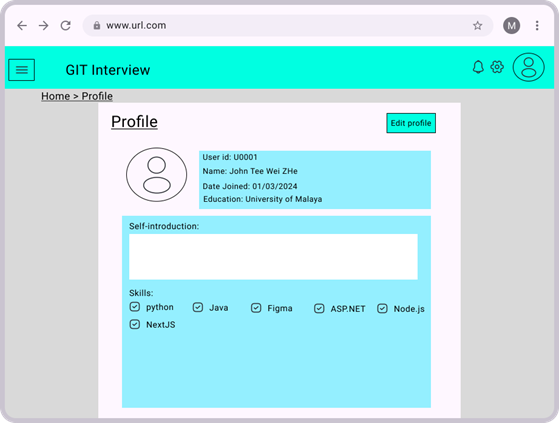 www.url.com
M
GIT Interview
Home > Profile
Profile
Edit profile
User id: U0001
Name: John Tee Wei ZHe
Date Joined: 01/03/2024
Education: University of Malaya
Self-introduction:
Skills:
python Java Figma ASP.NET Node.js
NextJS